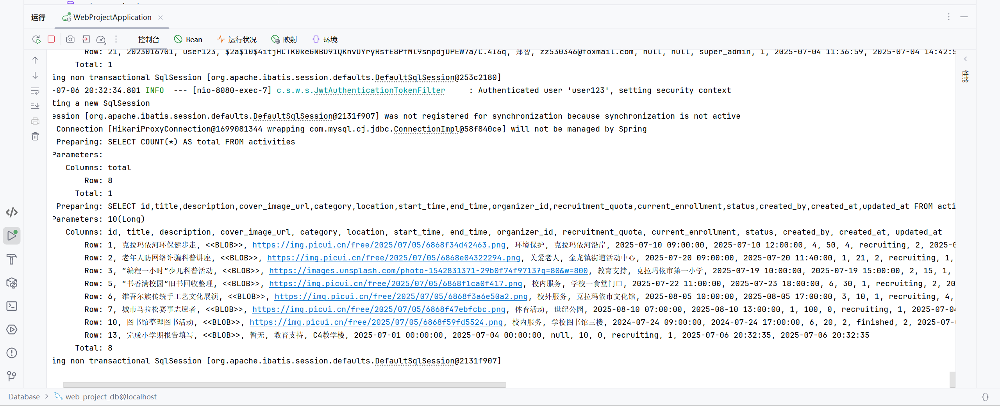 运行 WebProjectApplication
控制台 Bean 运行状况 映射 环境
Row: 21, 2023016701, user123, 郑智, zz530346@foxmail.com, null, null, super_admin, 1, 2025-07-04 11:36:59, 2025-07-04 14:42:5
Total: 1
性能
ing non transactional SqlSession [org.apache.ibatis.session.defaults.DefaultSqlSession@253c2180]
-07-06 20:32:34.801 INFO --- [nio-8080-exec-7] c.s.w.s.JwtAuthenticationTokenFilter : Authenticated user 'user123', setting security context
ting a new SqlSession
ession [org.apache.ibatis.session.defaults.DefaultSqlSession@2131f907] was not registered for synchronization because synchronization is not active
Connection [HikariProxyConnection@1699081344 wrapping com.mysql.cj.jdbc.ConnectionImpl@58f840ce] will not be managed by Spring
Preparing: SELECT COUNT(*) AS total FROM activities
Parameters:
Columns: total
Row: 8
Total: 1
Preparing: SELECT id,title,description,cover_image_url,category,location,start_time,end_time,organizer_id,recruitment_quota,current_enrollment,status,created_by,created_at,updated_at FROM acti
Parameters: 10(Long)
Columns: id, title, description, cover_image_url, category, location, start_time, end_time, organizer_id, recruitment_quota, current_enrollment, status, created_by, created_at, updated_at
Row: 1, 克拉玛依河环保健步走, <<BLOB>>, https://img.picui.cn/free/2025/07/05/6868f34d42463.png, 环境保护, 克拉玛依河沿岸, 2025-07-10 09:00:00, 2025-07-10 12:00:00, 4, 50, 4, recruiting, 2, 2025-0
Row: 2, 老年人防网络诈骗科普讲座, <<BLOB>>, https://img.picui.cn/free/2025/07/05/6868e04322294.png, 关爱老人, 金龙镇街道活动中心, 2025-07-20 09:00:00, 2025-07-20 11:40:00, 1, 21, 2, recruiting, 1,
Row: 3, “编程一小时”少儿科普活动, <<BLOB>>, https://images.unsplash.com/photo-1542831371-29b0f74f9713?q=80&w=800, 教育支持, 克拉玛依市第一小学, 2025-07-19 10:00:00, 2025-07-19 15:00:00, 2, 15, 1,
Row: 5, “书香满校园”旧书回收整理, <<BLOB>>, https://img.picui.cn/free/2025/07/05/6868f1ca0f417.png, 校内服务, 学校一食堂门口, 2025-07-22 11:00:00, 2025-07-23 18:00:00, 6, 30, 1, recruiting, 2, 20
Row: 6, 维吾尔族传统手工艺文化展演, <<BLOB>>, https://img.picui.cn/free/2025/07/05/6868f3a6e50a2.png, 校外服务, 克拉玛依市文化馆, 2025-08-05 10:00:00, 2025-08-05 17:00:00, 3, 10, 1, recruiting, 4,
Row: 7, 城市马拉松赛事志愿者, <<BLOB>>, https://img.picui.cn/free/2025/07/05/6868f47ebfcbc.png, 体育活动, 世纪公园, 2025-08-10 07:00:00, 2025-08-10 13:00:00, 1, 100, 0, recruiting, 1, 2025-07-04
Row: 10, 图书馆整理图书活动, <<BLOB>>, https://img.picui.cn/free/2025/07/05/6868f59fd5524.png, 校内服务, 学校图书馆三楼, 2024-07-24 09:00:00, 2024-07-24 17:00:00, 6, 20, 2, finished, 2, 2025-07-
Row: 13, 完成小学期报告填写, <<BLOB>>, 暂无, 教育支持, C4教学楼, 2025-07-01 00:00:00, 2025-07-04 00:00:00, null, 10, 0, recruiting, 1, 2025-07-06 20:32:35, 2025-07-06 20:32:35
Total: 8
ing non transactional SqlSession [org.apache.ibatis.session.defaults.DefaultSqlSession@2131f907]
Database > web_project_db@localhost